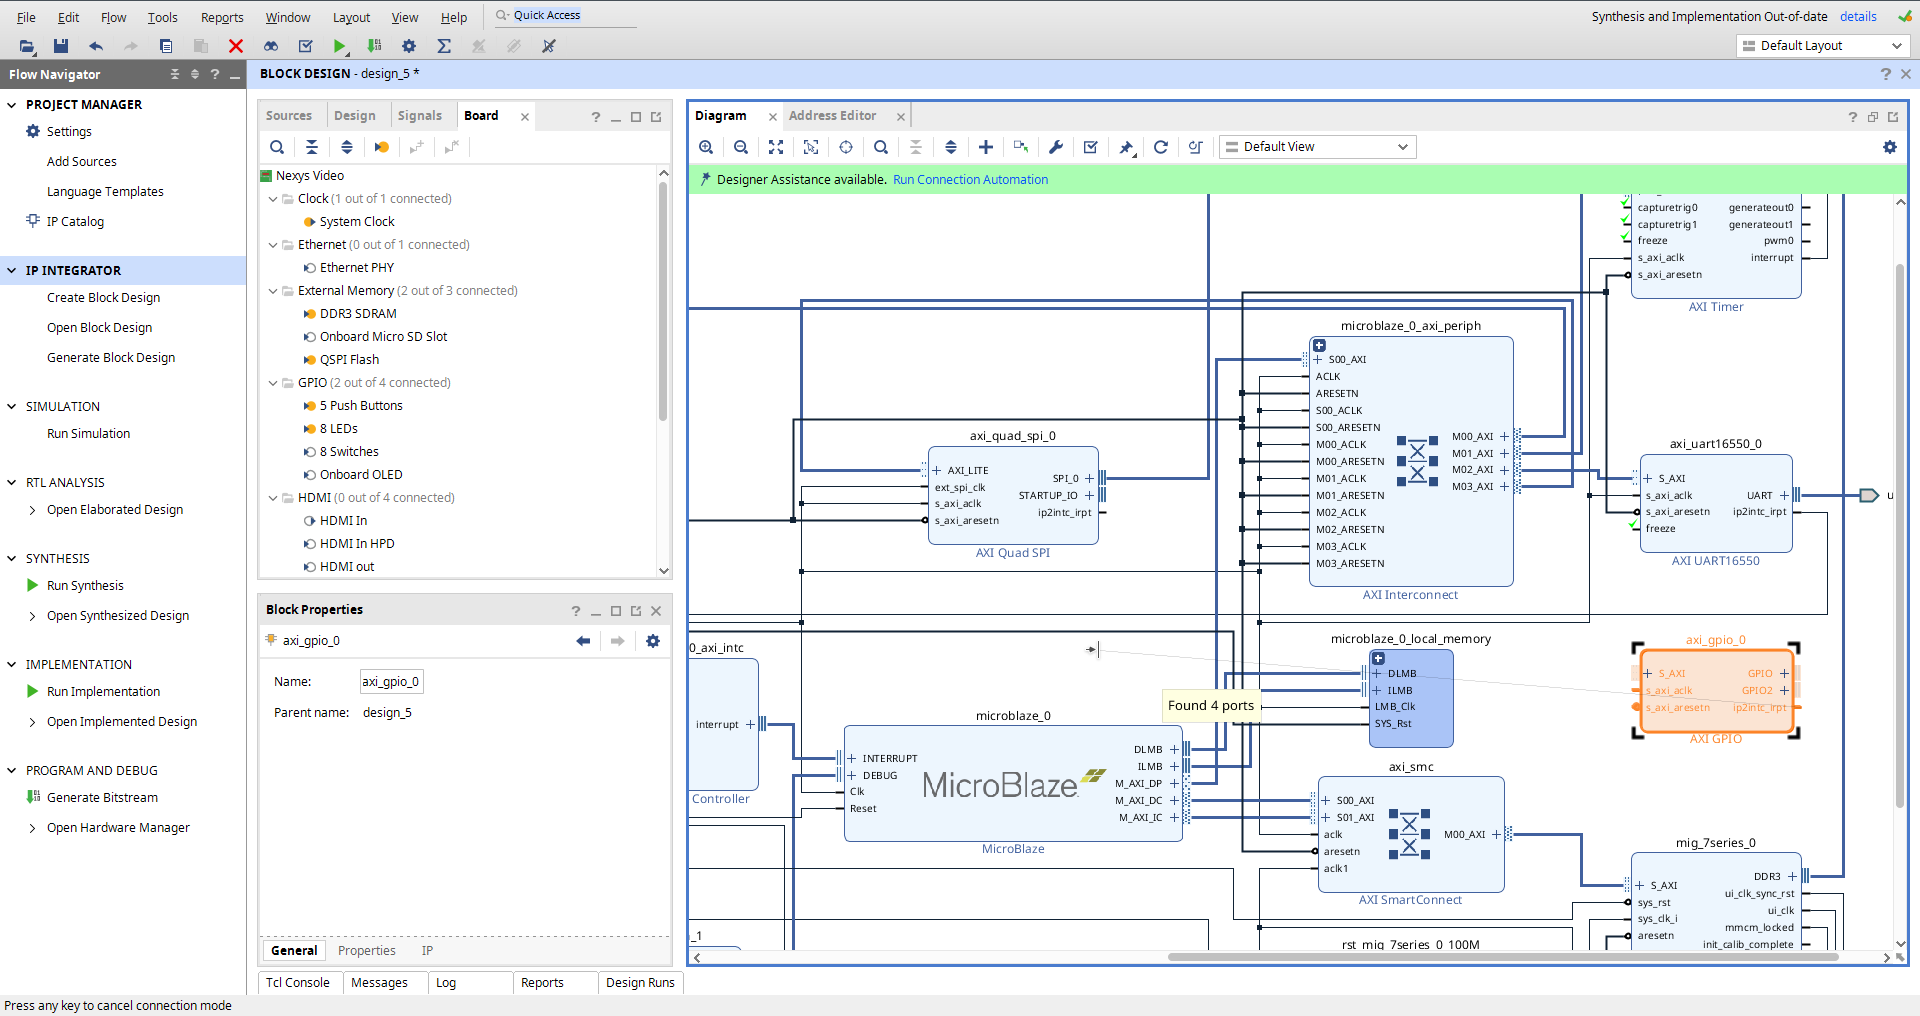 File Edit Flow Tools Reports Window Layout View Help Quick Access
Synthesis and Implementation Out-of-date details
Default Layout
Flow Navigator
PROJECT MANAGER
Settings
Add Sources
Language Templates
IP Catalog
IP INTEGRATOR
Create Block Design
Open Block Design
Generate Block Design
SIMULATION
Run Simulation
RTL ANALYSIS
Open Elaborated Design
SYNTHESIS
Run Synthesis
Open Synthesized Design
IMPLEMENTATION
Run Implementation
Open Implemented Design
PROGRAM AND DEBUG
Generate Bitstream
Open Hardware Manager
BLOCK DESIGN - design_5 *
Sources Design Signals Board
Nexys Video
Clock (1 out of 1 connected)
System Clock
Ethernet (0 out of 1 connected)
Ethernet PHY
External Memory (2 out of 3 connected)
DDR3 SDRAM
Onboard Micro SD Slot
QSPI Flash
GPIO (2 out of 4 connected)
5 Push Buttons
8 LEDs
8 Switches
Onboard OLED
HDMI (0 out of 4 connected)
HDMI In
HDMI In HPD
HDMI out
Block Properties
axi_gpio_0
Name: axi_gpio_0
Parent name: design_5
General Properties IP
Tcl Console Messages Log Reports Design Runs
Diagram Address Editor
Default View
Designer Assistance available. Run Connection Automation
capturetrig0 generateout0
capturetrig1 generateout1
freeze pwm0
s_axi_aclk interrupt
s_axi_aresetn
AXI Timer
microblaze_0_axi_periph
S00_AXI
ACLK
ARESETN
S00_ACLK
S00_ARESETN
M00_ACLK
M00_ARESETN
M01_ACLK
M01_ARESETN
M02_ACLK
M02_ARESETN
M03_ACLK
M03_ARESETN
M00_AXI
M01_AXI
M02_AXI
M03_AXI
AXI Interconnect
axi_quad_spi_0
AXI_LITE
ext_spi_clk
s_axi_aclk
s_axi_aresetn
SPI_0
STARTUP_IO
ip2intc_irpt
AXI Quad SPI
axi_uart16550_0
S_AXI
s_axi_aclk UART
s_axi_aresetn ip2intc_irpt
freeze
AXI UART16550
u
0_axi_intc
interrupt
Controller
microblaze_0_local_memory
DLMB
ILMB
LMB_Clk
SYS_Rst
Found 4 ports
axi_gpio_0
S_AXI GPIO
s_axi_aclk GPIO2
s_axi_aresetn ip2intc_irpt
AXI GPIO
microblaze_0
INTERRUPT
DEBUG
Clk
Reset
MicroBlaze
DLMB
ILMB
M_AXI_DP
M_AXI_DC
M_AXI_IC
MicroBlaze
axi_smc
S00_AXI
S01_AXI
aclk
aresetn
aclk1
M00_AXI
AXI SmartConnect
mig_7series_0
S_AXI
sys_rst
sys_clk_i
aresetn
DDR3
ui_clk_sync_rst
ui_clk
mmcm_locked
init_calib_complete
_1
rst_mig_7series_0_100M
Press any key to cancel connection mode